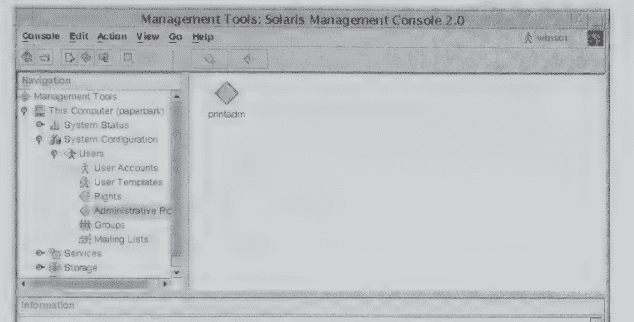 Management Tools: Solaris Management Console 2.0
Console Edit Action View Go Help
winsor
Navigation
Management Tools
This Computer (paperbark)
System Status
System Configuration
Users
User Accounts
User Templates
Rights
Administrative Ro
Groups
Mailing Lists
Services
Storage
printadm
Information